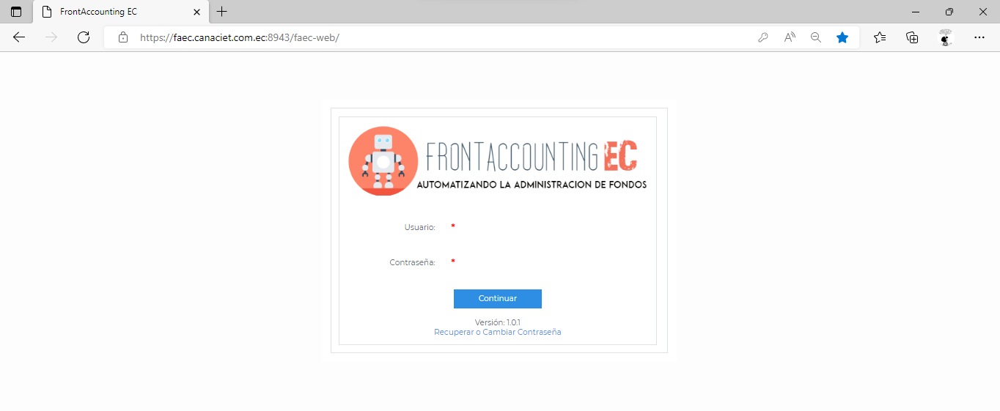 FrontAccounting EC
https://faec.canaciet.com.ec:8943/faec-web/
FRONTACCOUNTING EC
AUTOMATIZANDO LA ADMINISTRACION DE FONDOS
Usuario: *
Contraseña: *
Continuar
Versión: 1.0.1
Recuperar o Cambiar Contraseña